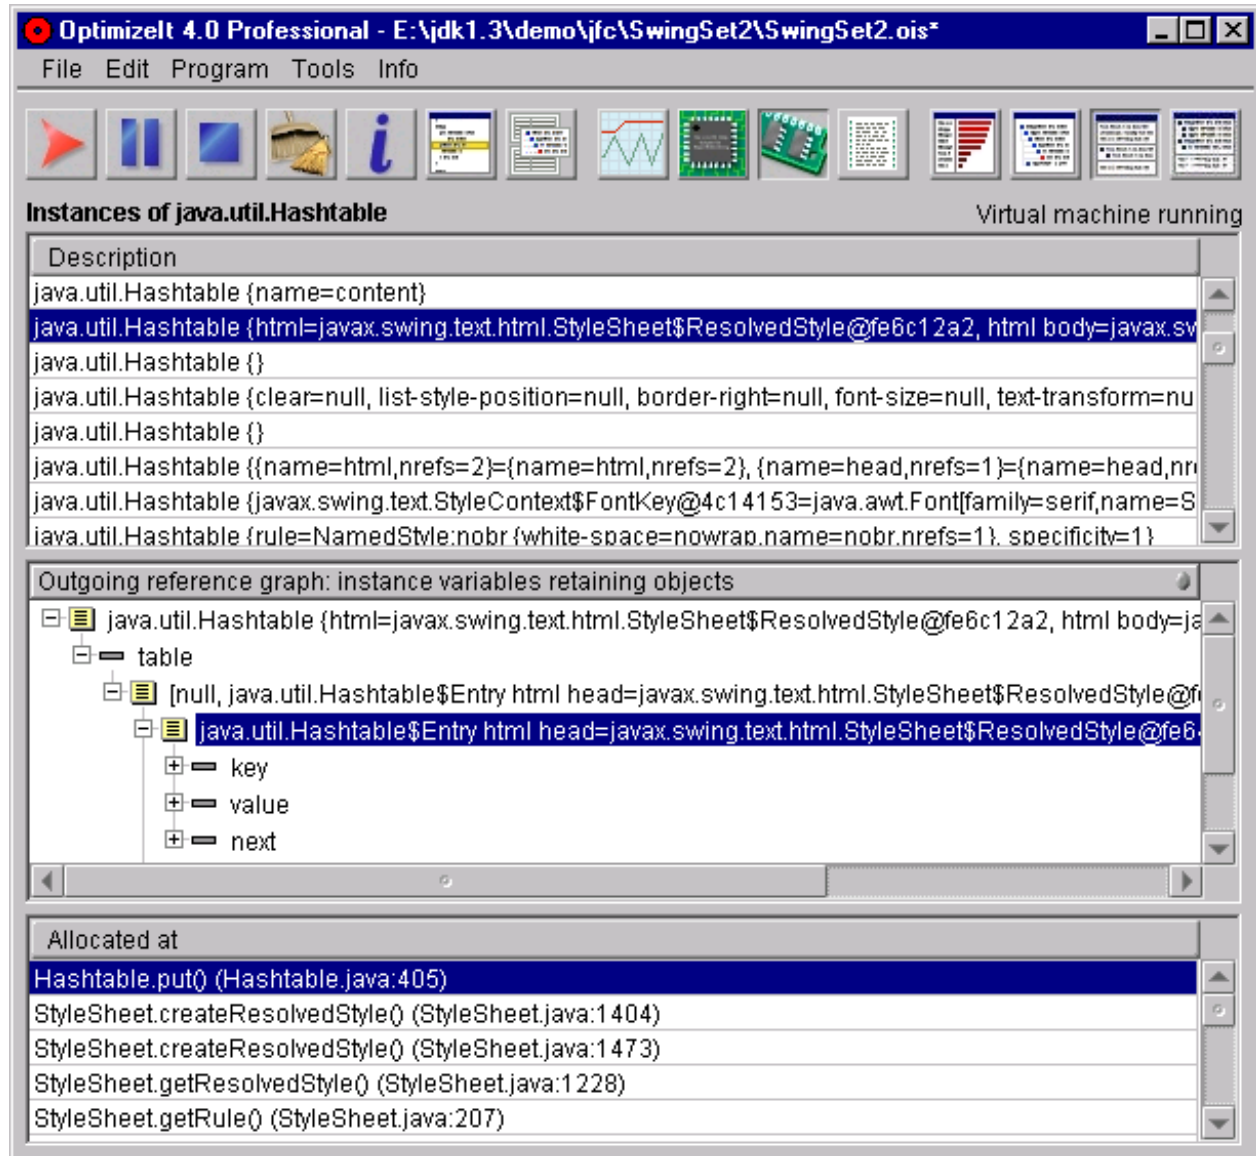 OptimizeIt 4.0 Professional - E:\jdk1.3\demo\jfc\SwingSet2\SwingSet2.ois*
File Edit Program Tools Info
Instances of java.util.Hashtable Virtual machine running
Description
java.util.Hashtable {name=content}
java.util.Hashtable {html=javax.swing.text.html.StyleSheet$ResolvedStyle@fe6c12a2, html body=javax.sv
java.util.Hashtable {}
java.util.Hashtable {clear=null, list-style-position=null, border-right=null, font-size=null, text-transform=nu
java.util.Hashtable {}
java.util.Hashtable {{name=html,nrefs=2}={name=html,nrefs=2}, {name=head,nrefs=1}={name=head,nre
java.util.Hashtable {javax.swing.text.StyleContext$FontKey@4c14153=java.awt.Font[family=serif,name=S
java.util.Hashtable {rule=NamedStyle:nobr {white-space=nowrap,name=nobr,nrefs=1}, specificity=1}
Outgoing reference graph: instance variables retaining objects
java.util.Hashtable {html=javax.swing.text.html.StyleSheet$ResolvedStyle@fe6c12a2, html body=ja
table
[null, java.util.Hashtable$Entry html head=javax.swing.text.html.StyleSheet$ResolvedStyle@f
java.util.Hashtable$Entry html head=javax.swing.text.html.StyleSheet$ResolvedStyle@fe6
key
value
next
Allocated at
Hashtable.put() (Hashtable.java:405)
StyleSheet.createResolvedStyle() (StyleSheet.java:1404)
StyleSheet.createResolvedStyle() (StyleSheet.java:1473)
StyleSheet.getResolvedStyle() (StyleSheet.java:1228)
StyleSheet.getRule() (StyleSheet.java:207)